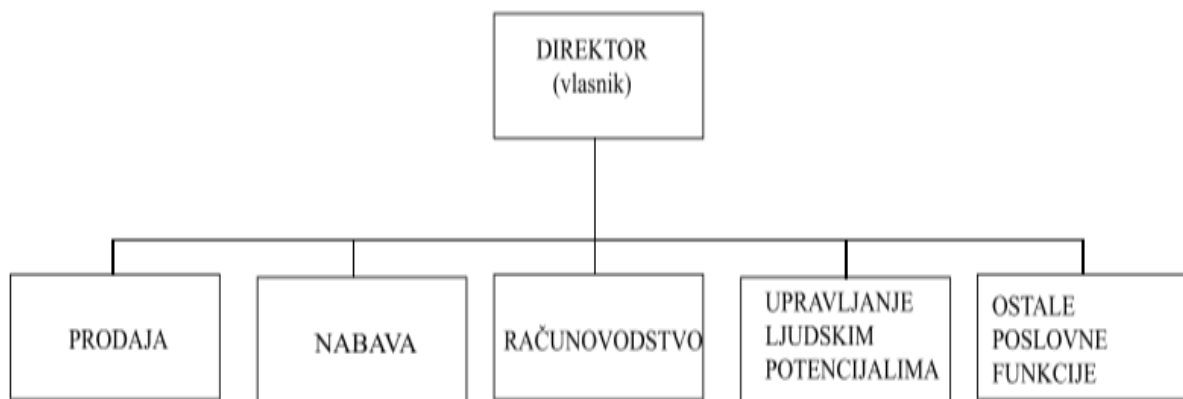 DIREKTOR
(vlasnik)
PRODAJA
NABAVA
RAČUNOVODSTVO
UPRAVLJANJE
LJUDSKIM
POTENCIJALIMA
OSTALE
POSLOVNE
FUNKCIJE